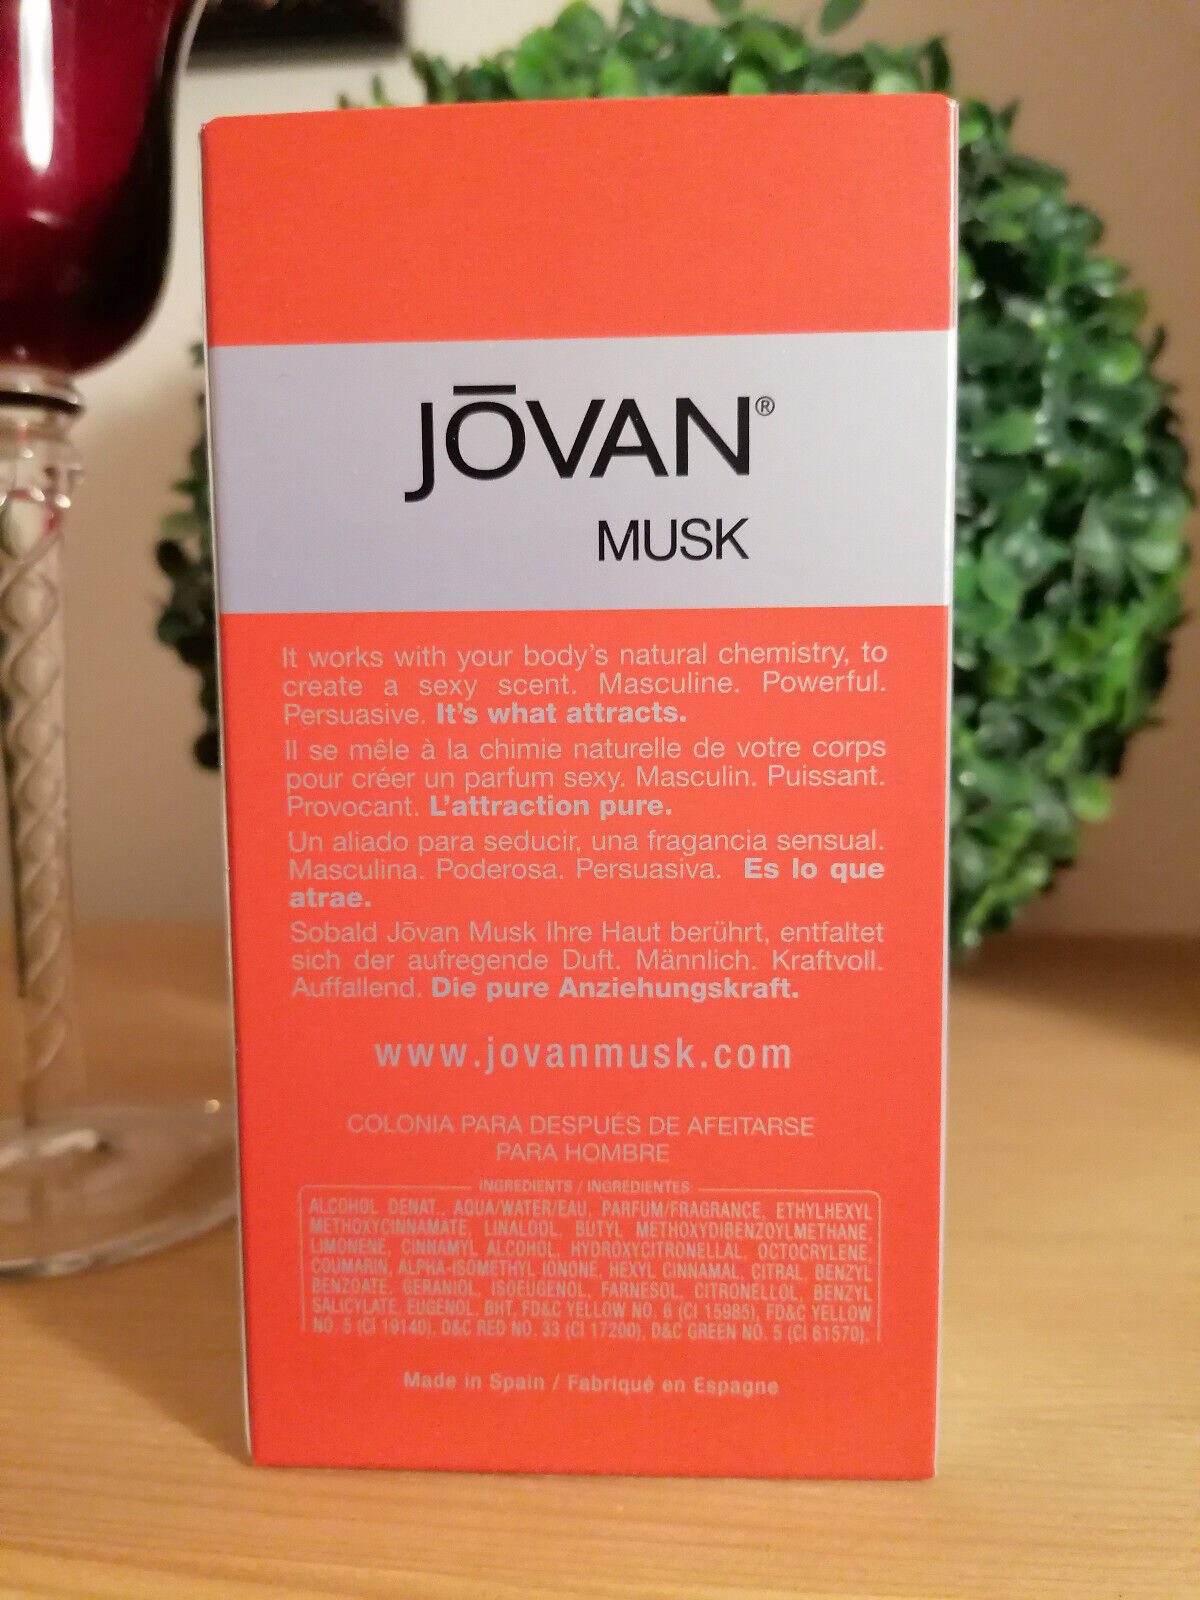 JŌVAN®
MUSK
It works with your body's natural chemistry, to
create a sexy scent. Masculine. Powerful.
Persuasive. It's what attracts.
Il se mêle à la chimie naturelle de votre corps
pour créer un parfum sexy. Masculin. Puissant.
Provocant. L'attraction pure.
Un aliado para seducir, una fragancia sensual.
Masculina. Poderosa. Persuasiva. Es lo que
atrae.
Sobald Jōvan Musk Ihre Haut berührt, entfaltet
sich der aufregende Duft. Männlich. Kraftvoll.
Auffallend. Die pure Anziehungskraft.
www.jovanmusk.com
COLONIA PARA DESPUÉS DE AFEITARSE
PARA HOMBRE
INGREDIENTS / INGREDIENTES
ALCOHOL DENAT., AQUA/WATER/EAU, PARFUM/FRAGRANCE, ETHYLHEXYL
METHOXYCINNAMATE, LINALOOL, BUTYL METHOXYDIBENZOYLMETHANE,
LIMONENE, CINNAMYL ALCOHOL, HYDROXYCITRONELLAL, OCTOCRYLENE,
COUMARIN, ALPHA-ISOMETHYL IONONE, HEXYL CINNAMAL, CITRAL, BENZYL
BENZOATE, GERANIOL, ISOEUGENOL, FARNESOL, CITRONELLOL, BENZYL
SALICYLATE, EUGENOL, BHT, FD&C YELLOW NO. 6 (CI 15985), FD&C YELLOW
NO. 5 (CI 19140), D&C RED NO. 33 (CI 17200), D&C GREEN NO. 5 (CI 61570).
Made in Spain / Fabriqué en Espagne